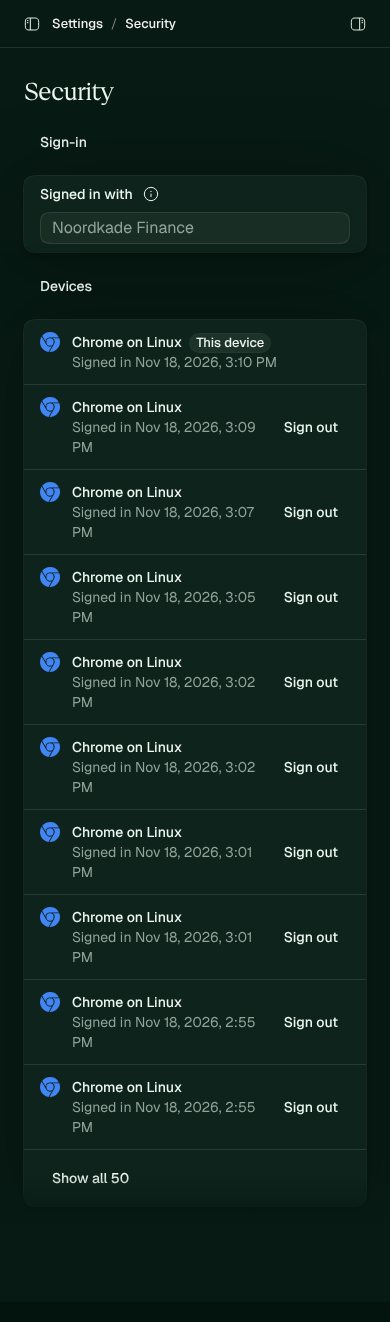 Settings / Security
Security
Sign-in
Signed in with
Noordkade Finance
Devices
Chrome on Linux This device
Signed in Nov 18, 2026, 3:10 PM
Chrome on Linux
Signed in Nov 18, 2026, 3:09
PM
Sign out
Chrome on Linux
Signed in Nov 18, 2026, 3:07
PM
Sign out
Chrome on Linux
Signed in Nov 18, 2026, 3:05
PM
Sign out
Chrome on Linux
Signed in Nov 18, 2026, 3:02
PM
Sign out
Chrome on Linux
Signed in Nov 18, 2026, 3:02
PM
Sign out
Chrome on Linux
Signed in Nov 18, 2026, 3:01
PM
Sign out
Chrome on Linux
Signed in Nov 18, 2026, 3:01
PM
Sign out
Chrome on Linux
Signed in Nov 18, 2026, 2:55
PM
Sign out
Chrome on Linux
Signed in Nov 18, 2026, 2:55
PM
Sign out
Show all 50